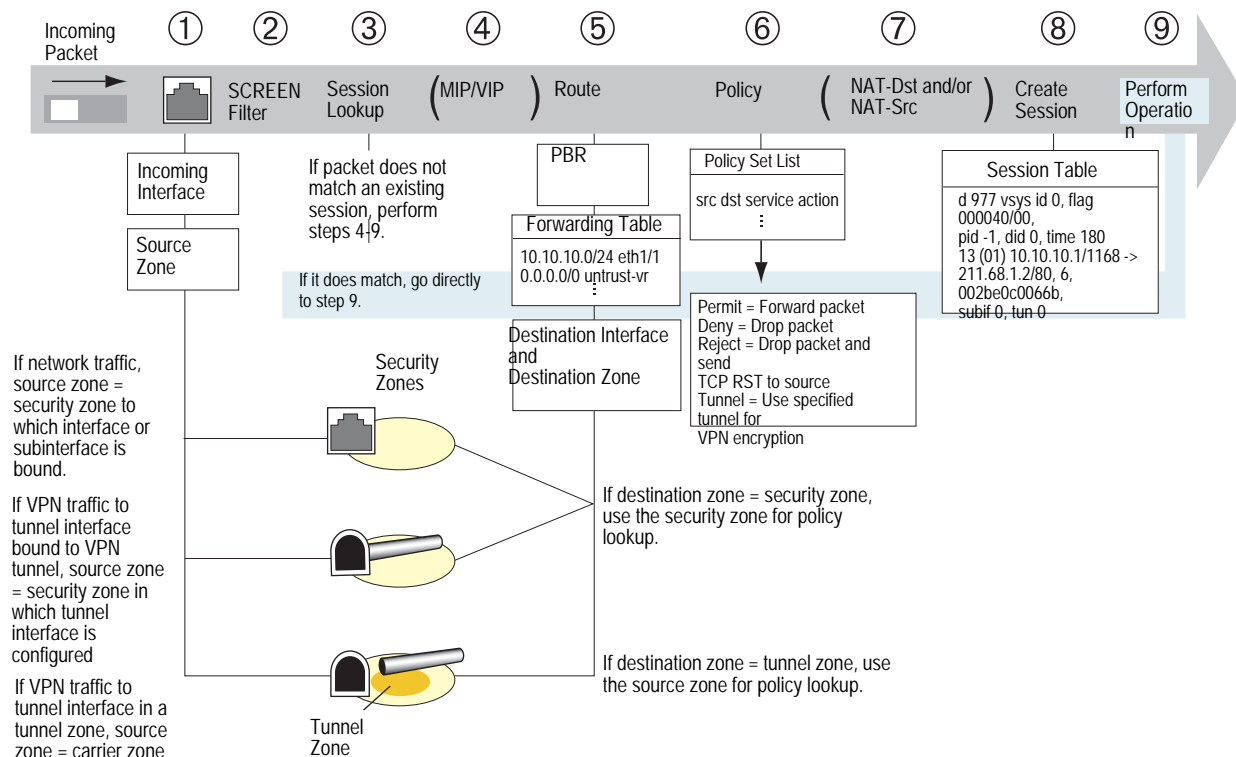 Incoming
Packet
① ② ③ ④ ⑤ ⑥ ⑦ ⑧ ⑨
SCREEN
Filter
Session
Lookup
(MIP/VIP)
Route
Policy
( NAT-Dst and/or
NAT-Src )
Create
Session
Perform
Operatio
n
Incoming
Interface
Source
Zone
If packet does not
match an existing
session, perform
steps 4-9.
If it does match, go directly
to step 9.
PBR
Forwarding Table
10.10.10.0/24 eth1/1
0.0.0.0/0 untrust-vr
⋮
Destination Interface
and
Destination Zone
Policy Set List
src dst service action
⋮
Permit = Forward packet
Deny = Drop packet
Reject = Drop packet and
send
TCP RST to source
Tunnel = Use specified
tunnel for
VPN encryption
Session Table
d 977 vsys id 0, flag
000040/00,
pid -1, did 0, time 180
13 (01) 10.10.10.1/1168 ->
211.68.1.2/80, 6,
002be0c0066b,
subif 0, tun 0
If network traffic,
source zone =
security zone to
which interface or
subinterface is
bound.
If VPN traffic to
tunnel interface
bound to VPN
tunnel, source zone
= security zone in
which tunnel
interface is
configured
If VPN traffic to
tunnel interface in a
tunnel zone, source
zone = carrier zone
Security
Zones
Tunnel
Zone
If destination zone = security zone,
use the security zone for policy
lookup.
If destination zone = tunnel zone, use
the source zone for policy lookup.